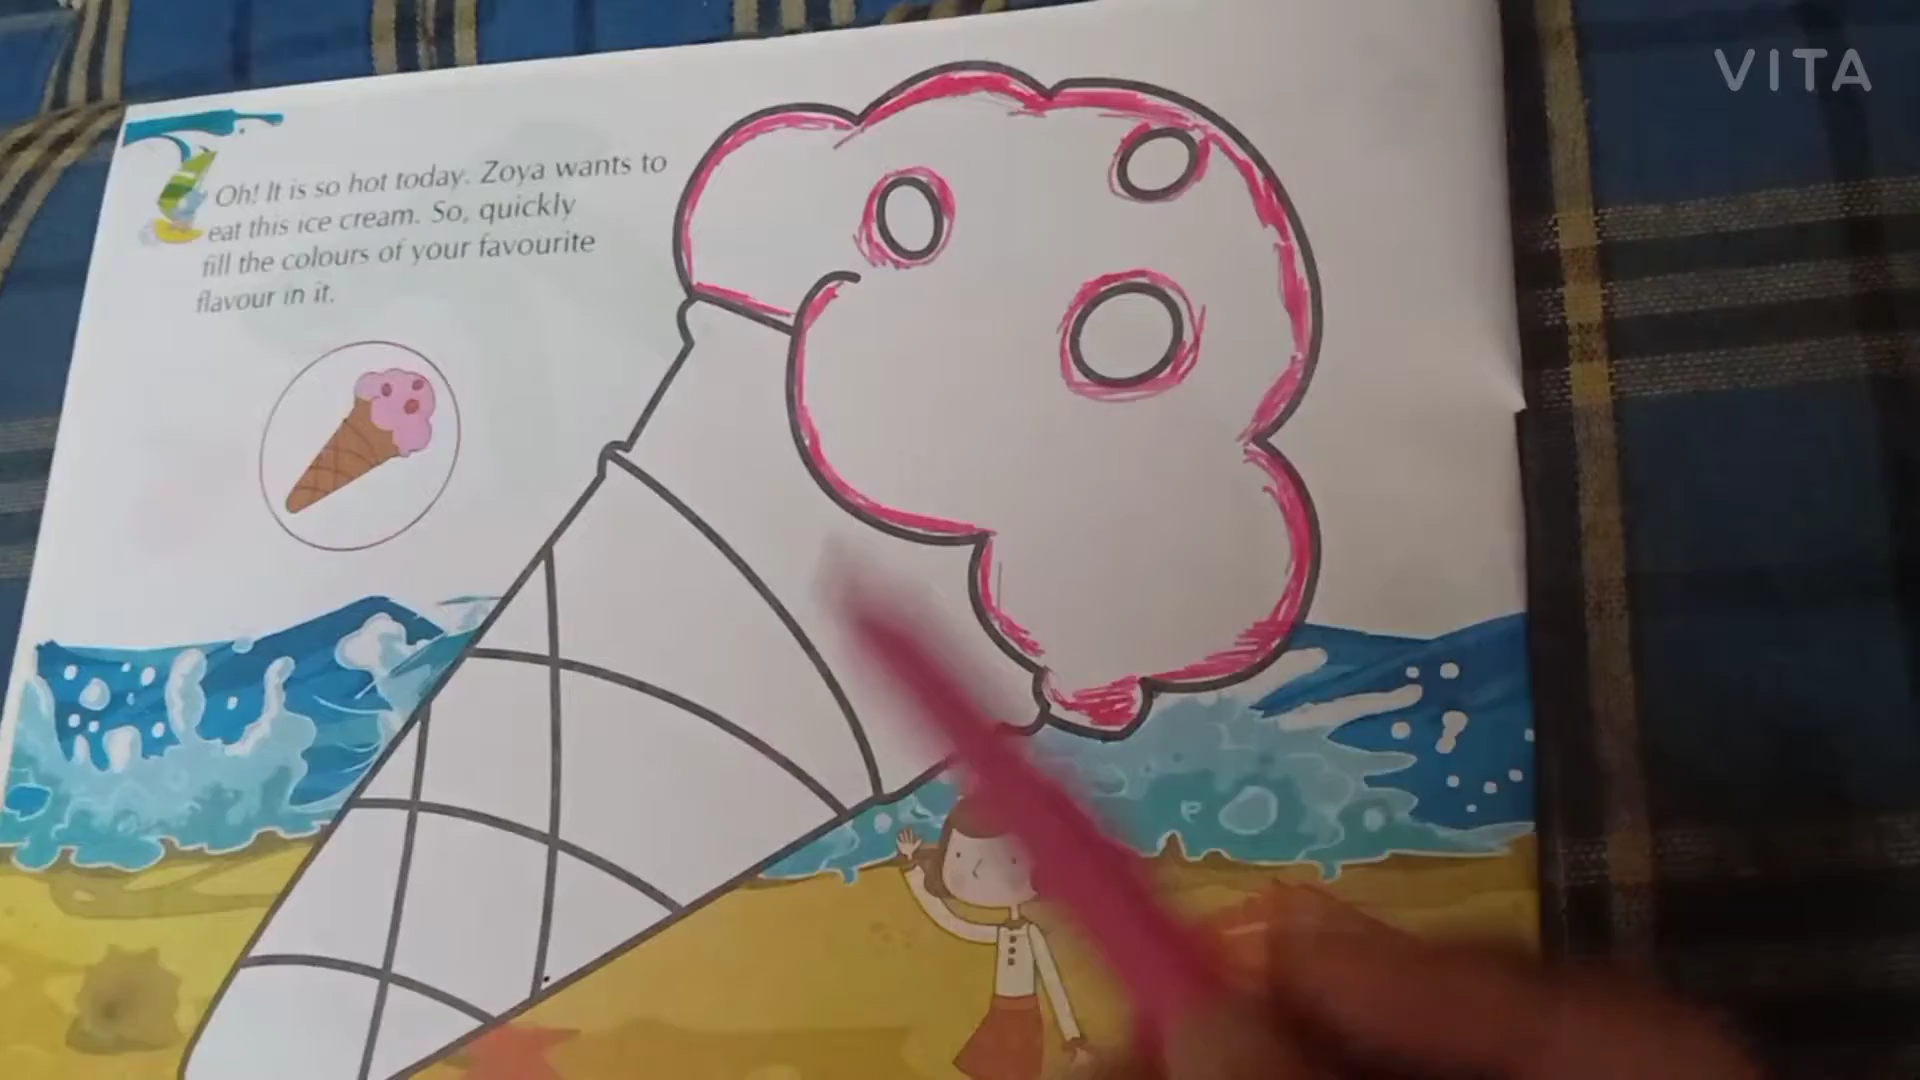 VITA
Oh! It is so hot today. Zoya wants to
eat this ice cream. So, quickly
fill the colours of your favourite
flavour in it.